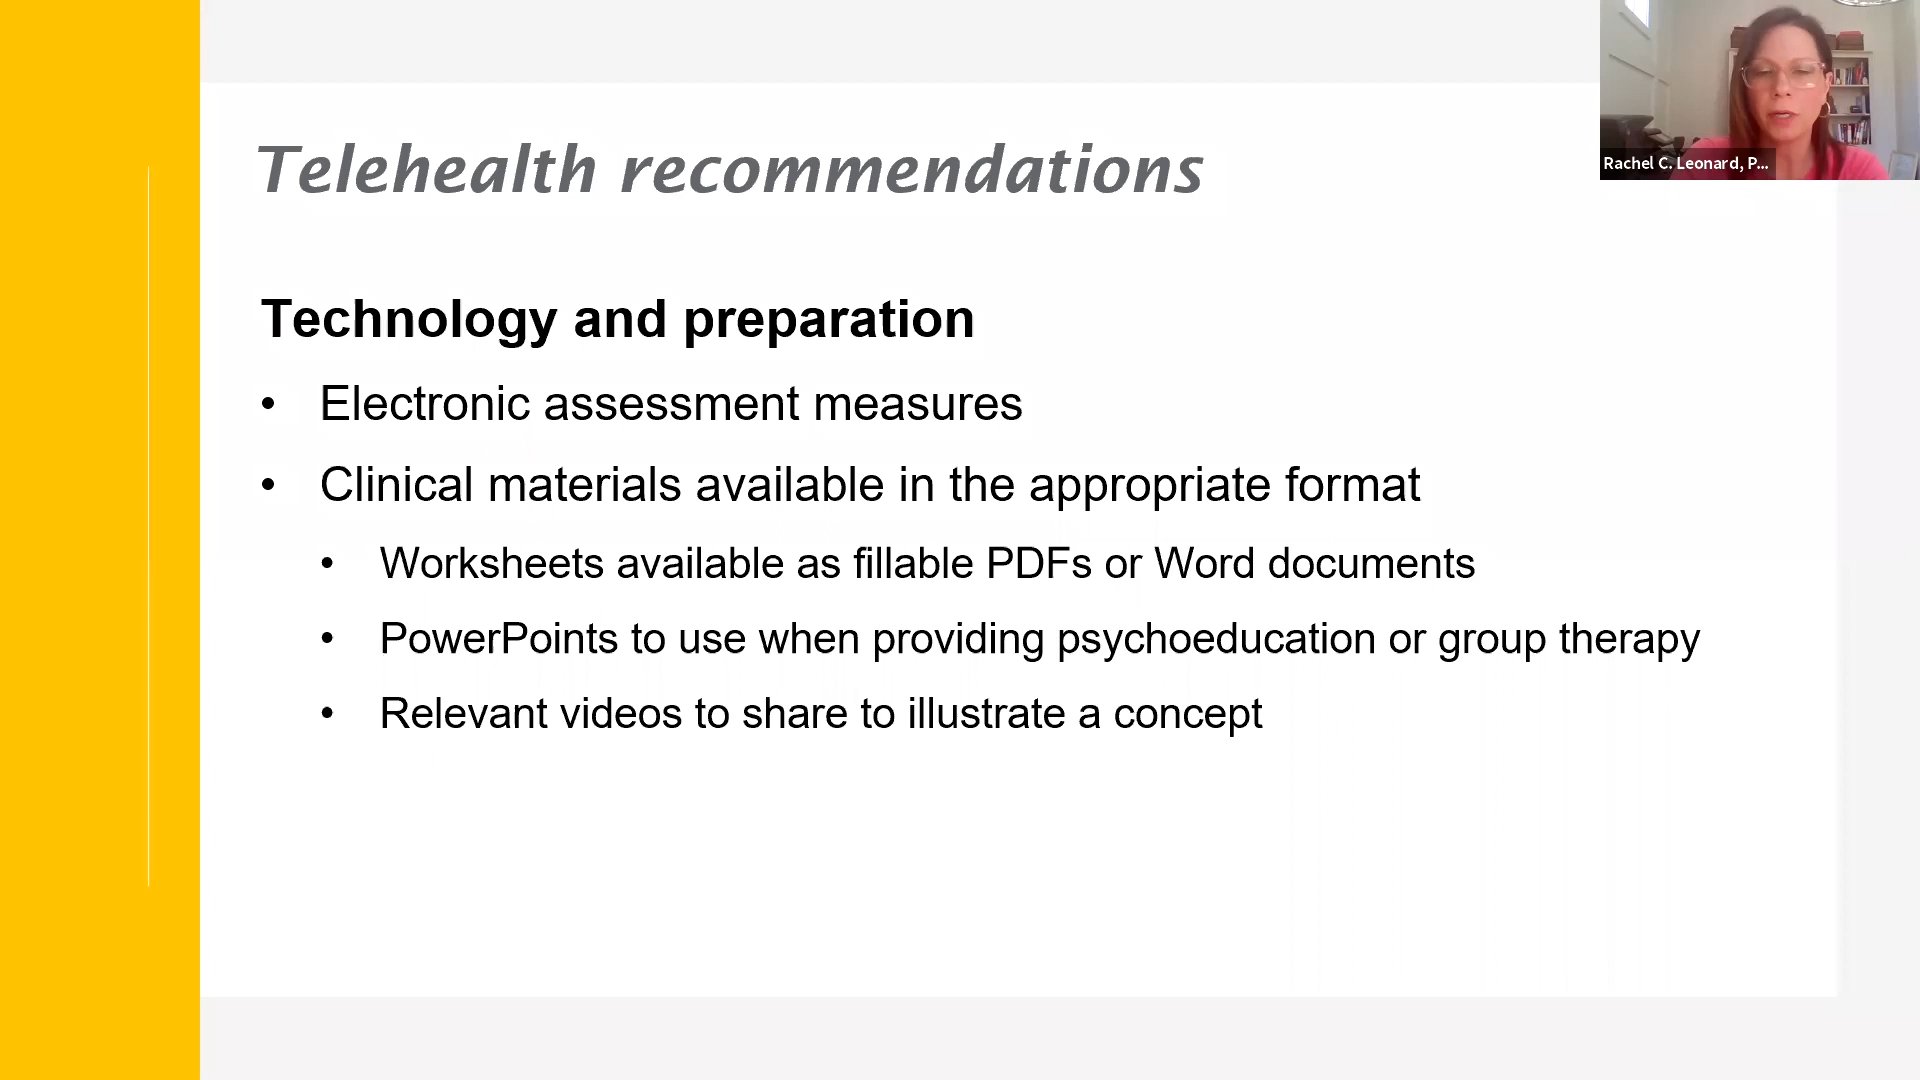 Telehealth recommendations
Rachel C. Leonard, P...
Technology and preparation
• Electronic assessment measures
• Clinical materials available in the appropriate format
• Worksheets available as fillable PDFs or Word documents
• PowerPoints to use when providing psychoeducation or group therapy
• Relevant videos to share to illustrate a concept